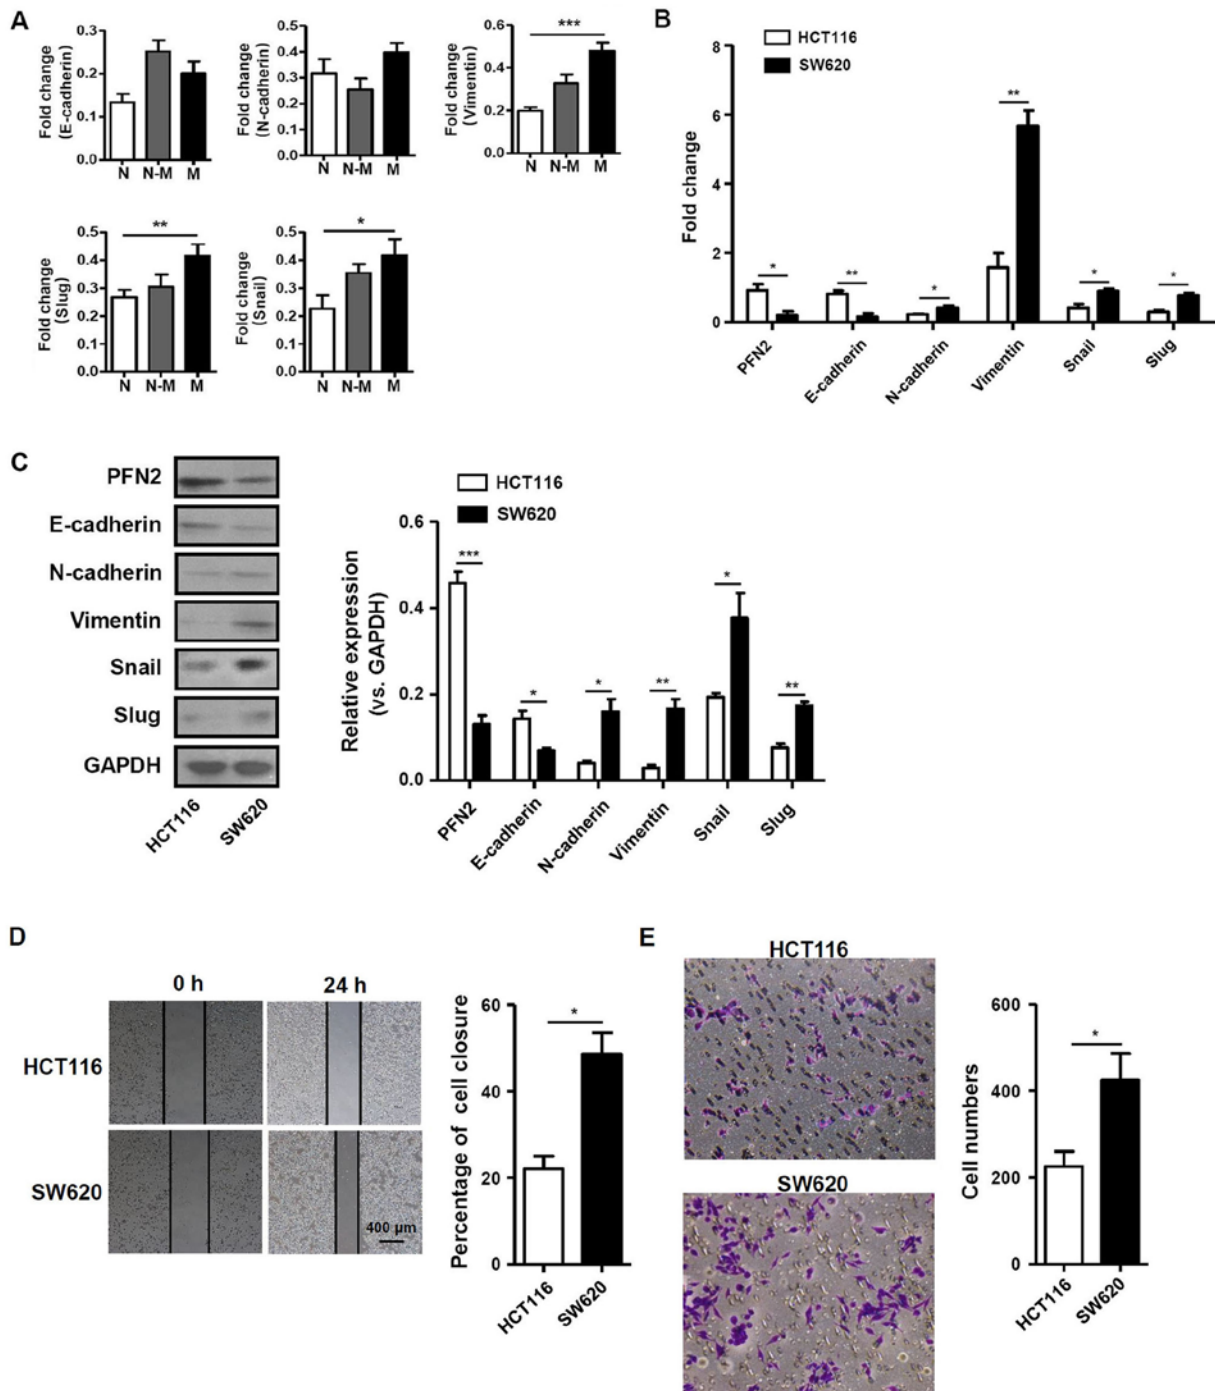 A
Fold change
(E-cadherin)
0.3
0.2
0.1
0.0
N N-M M
Fold change
(N-cadherin)
0.5
0.4
0.3
0.2
0.1
0.0
N N-M M
Fold change
(Vimentin)
0.6
0.4
0.2
0.0
***
N N-M M
Fold change
(Slug)
0.5
0.4
0.3
0.2
0.1
0.0
**
N N-M M
Fold change
(Snail)
0.5
0.4
0.3
0.2
0.1
0.0
*
N N-M M
B
HCT116
SW620
Fold change
8
6
4
2
0
* ** * ** * *
PFN2 E-cadherin N-cadherin Vimentin Snail Slug
C
PFN2
E-cadherin
N-cadherin
Vimentin
Snail
Slug
GAPDH
HCT116 SW620
HCT116
SW620
Relative expression
(vs. GAPDH)
0.6
0.4
0.2
0.0
*** * * ** * **
PFN2 E-cadherin N-cadherin Vimentin Snail Slug
D
0 h 24 h
HCT116
SW620
400 μm
Percentage of cell closure
60
40
20
0
*
HCT116 SW620
E
HCT116
SW620
Cell numbers
600
400
200
0
*
HCT116 SW620